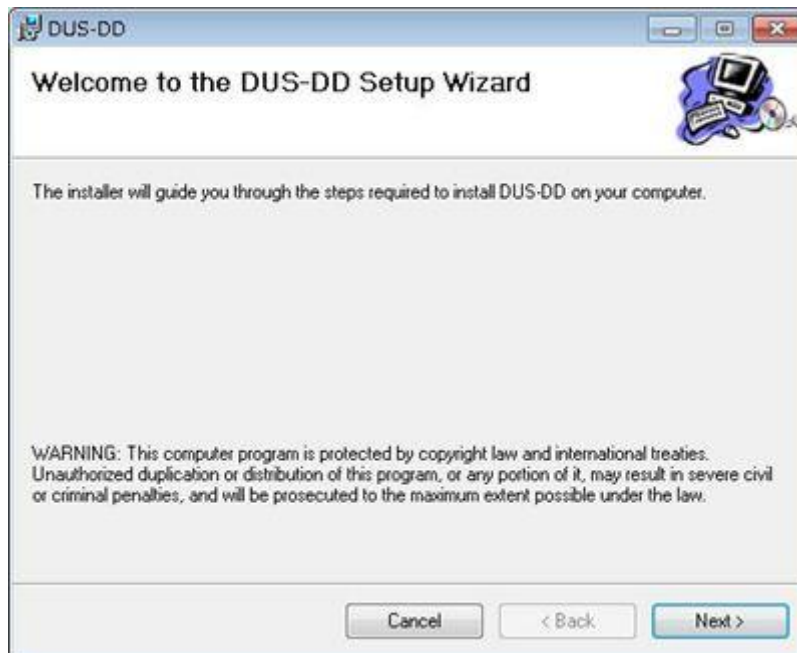 DUS-DD
Welcome to the DUS-DD Setup Wizard
The installer will guide you through the steps required to install DUS-DD on your computer.
WARNING: This computer program is protected by copyright law and international treaties.
Unauthorized duplication or distribution of this program, or any portion of it, may result in severe civil
or criminal penalties, and will be prosecuted to the maximum extent possible under the law.
Cancel
< Back
Next >